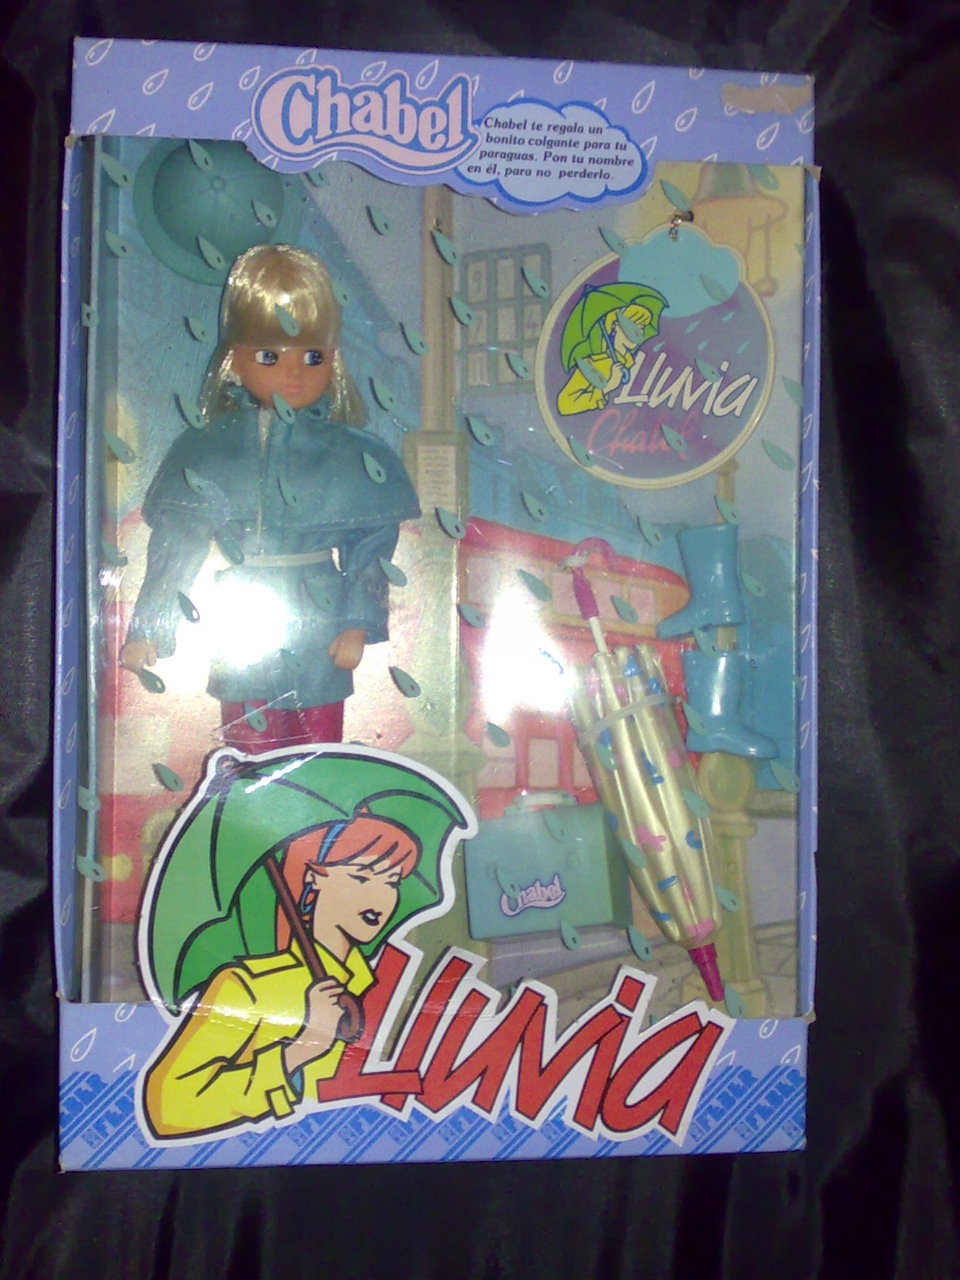 Chabel
Chabel te regala un
bonito colgante para tu
paraguas. Pon tu nombre
en él, para no perderlo.
Lluvia
Chabel
Chabel
Lluvia